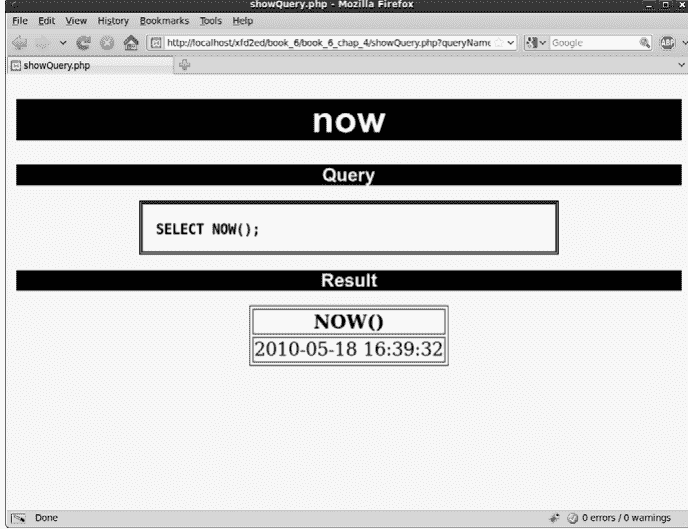 showQuery.php - Mozilla Firefox
File Edit View History Bookmarks Tools Help
http://localhost/xfd2ed/book_6/book_6_chap_4/showQuery.php?queryName
Google
ABP
showQuery.php
now
Query
SELECT NOW();
Result
NOW()
2010-05-18 16:39:32
Done
0 errors / 0 warnings